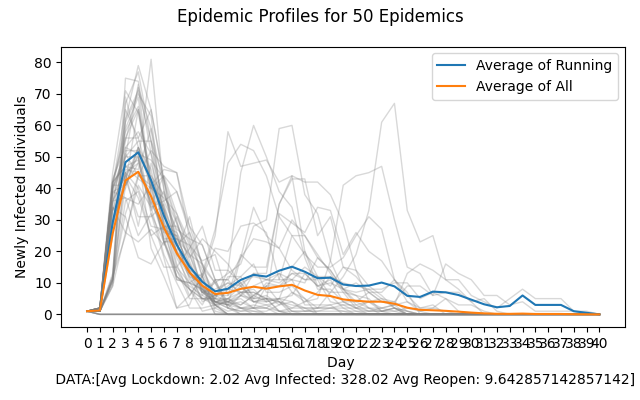 Epidemic Profiles for 50 Epidemics
Average of Running
Average of All
Newly Infected Individuals
80
70
60
50
40
30
20
10
0
0 1 2 3 4 5 6 7 8 9 10 11 12 13 14 15 16 17 18 19 20 21 22 23 24 25 26 27 28 29 30 31 32 33 34 35 36 37 38 39 40
Day
DATA:[Avg Lockdown: 2.02 Avg Infected: 328.02 Avg Reopen: 9.642857142857142]